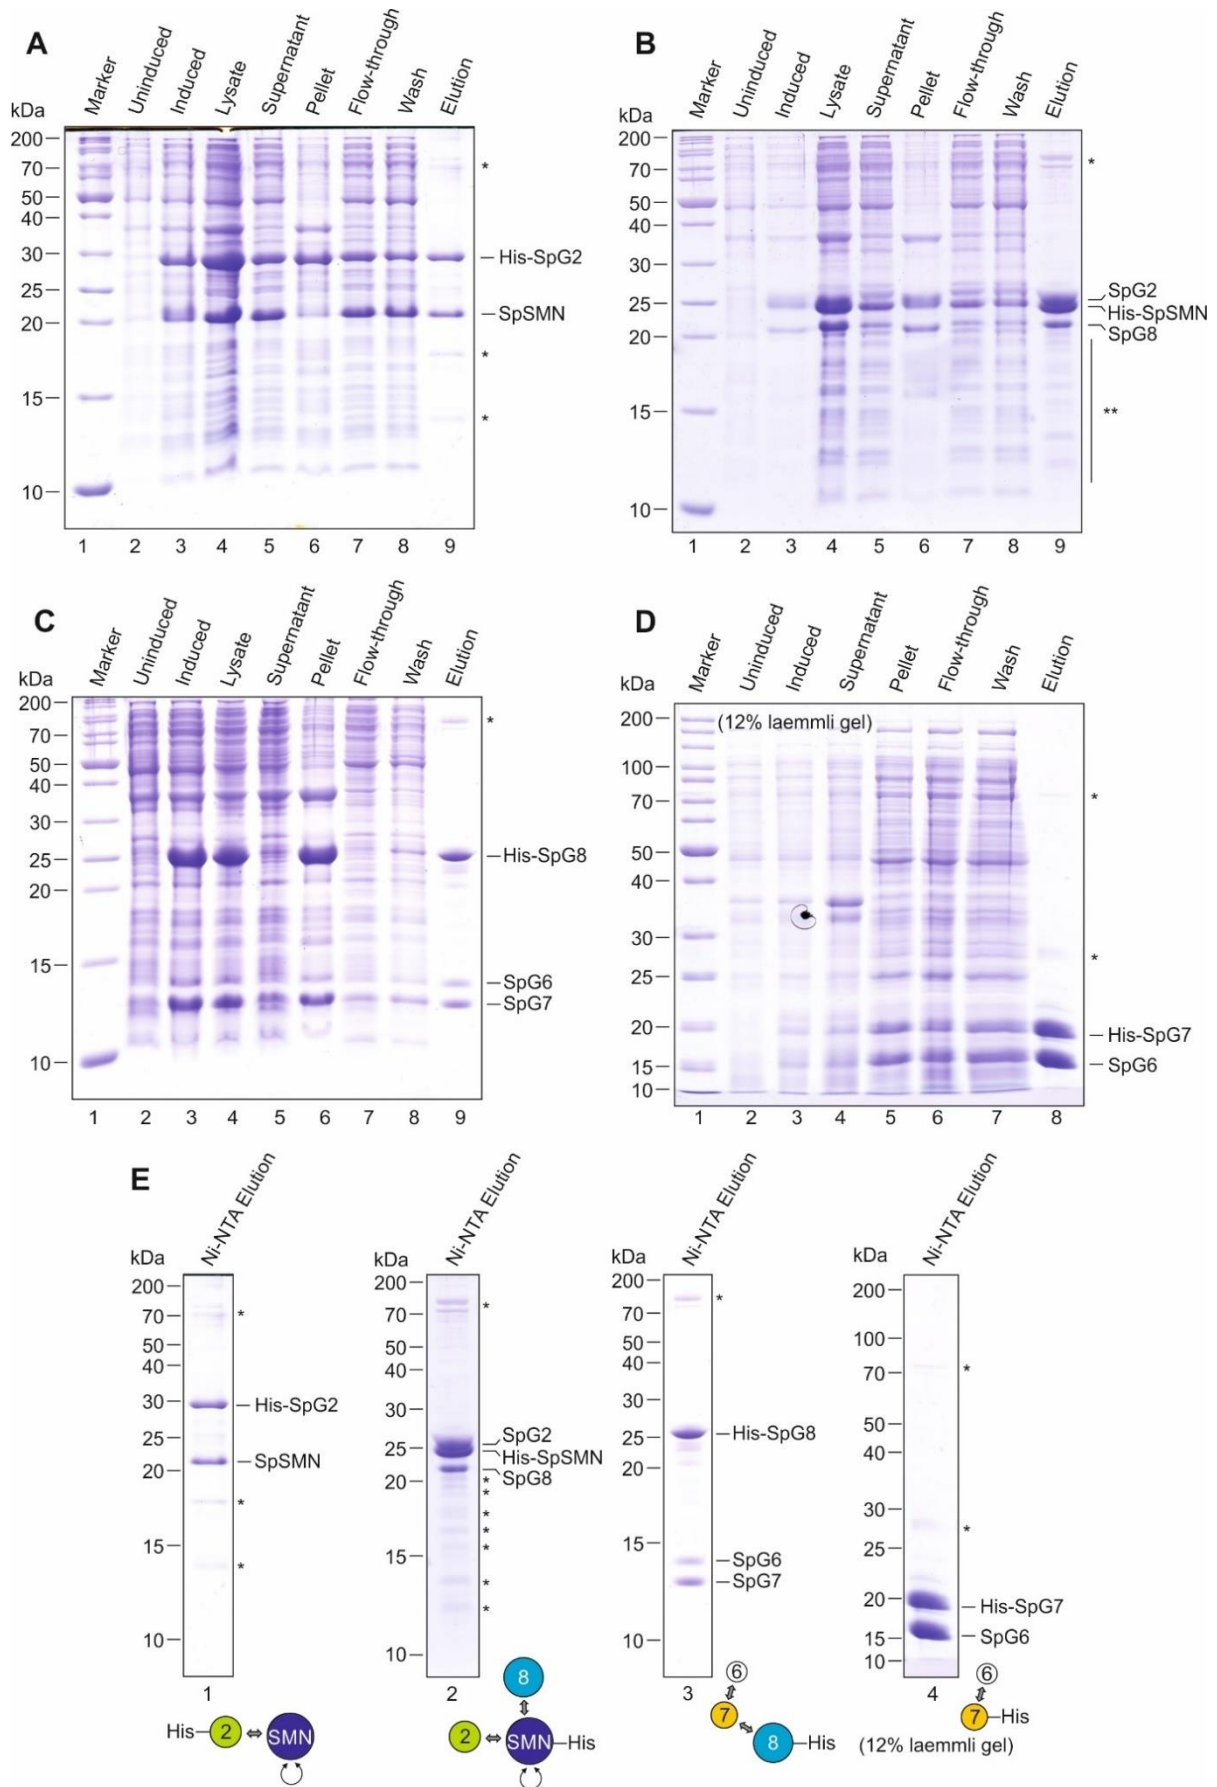 A
kDa
Marker
Uninduced
Induced
Lysate
Supernatant
Pellet
Flow-through
Wash
Elution
200
70
50
40
30
25
20
15
10
*
His-SpG2
SpSMN
*
*
1 2 3 4 5 6 7 8 9
B
kDa
Marker
Uninduced
Induced
Lysate
Supernatant
Pellet
Flow-through
Wash
Elution
200
70
50
40
30
25
20
15
10
*
SpG2
His-SpSMN
SpG8
**
1 2 3 4 5 6 7 8 9
C
kDa
Marker
Uninduced
Induced
Lysate
Supernatant
Pellet
Flow-through
Wash
Elution
200
70
50
40
30
25
20
15
10
*
His-SpG8
SpG6
SpG7
1 2 3 4 5 6 7 8 9
D
kDa
Marker
Uninduced
Induced
Supernatant
Pellet
Flow-through
Wash
Elution
(12% laemmli gel)
200
100
70
50
40
30
25
20
15
10
*
*
His-SpG7
SpG6
1 2 3 4 5 6 7 8
E
kDa
Ni-NTA Elution
200
70
50
40
30
25
20
15
10
*
His-SpG2
SpSMN
*
*
1
His 2 SMN
kDa
Ni-NTA Elution
200
70
50
40
30
25
20
15
10
*
SpG2
His-SpSMN
SpG8
*
*
*
*
*
*
*
2
8
2 SMN His
kDa
Ni-NTA Elution
200
70
50
40
30
25
20
15
10
*
His-SpG8
SpG6
SpG7
3
6
7
8 His
kDa
Ni-NTA Elution
200
100
70
50
40
30
25
20
15
10
*
*
His-SpG7
SpG6
4
6
7 His
(12% laemmli gel)